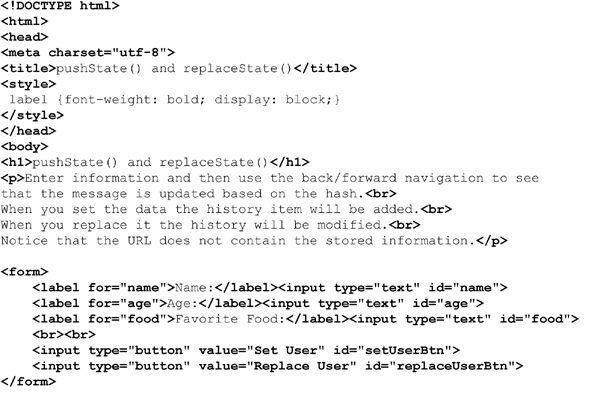 <!DOCTYPE html>
<html>
<head>
<meta charset="utf-8">
<title>pushState() and replaceState()</title>
<style>
 label {font-weight: bold; display: block;}
</style>
</head>
<body>
<h1>pushState() and replaceState()</h1>
<p>Enter information and then use the back/forward navigation to see
that the message is updated based on the hash.<br>
When you set the data the history item will be added.<br>
When you replace it the history will be modified.<br>
Notice that the URL does not contain the stored information.</p>

<form>
    <label for="name">Name:</label><input type="text" id="name">
    <label for="age">Age:</label><input type="text" id="age">
    <label for="food">Favorite Food:</label><input type="text" id="food">
    <br><br>
    <input type="button" value="Set User" id="setUserBtn">
    <input type="button" value="Replace User" id="replaceUserBtn">
</form>